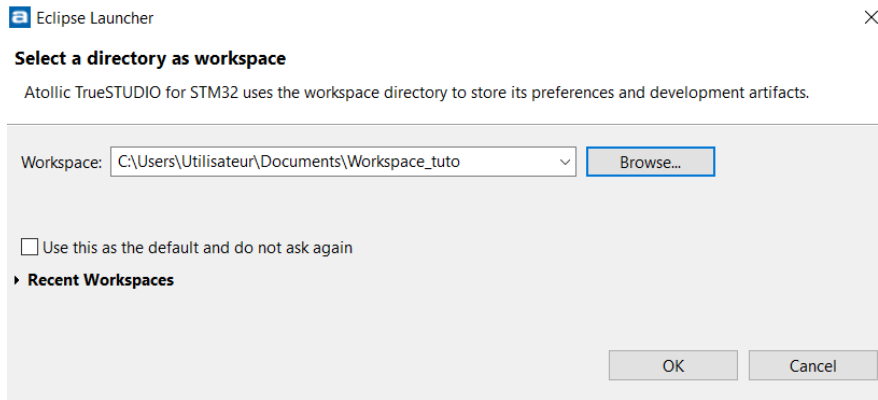 Eclipse Launcher
Select a directory as workspace
Atollic TrueSTUDIO for STM32 uses the workspace directory to store its preferences and development artifacts.
Workspace: C:\Users\Utilisateur\Documents\Workspace_tuto Browse...
Use this as the default and do not ask again
Recent Workspaces
OK Cancel